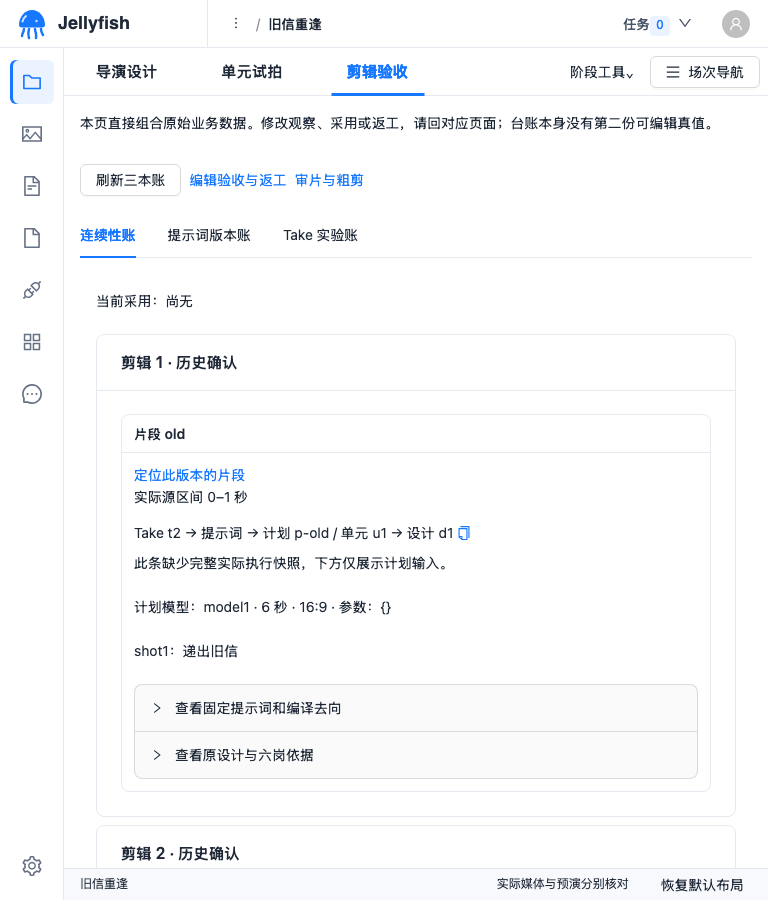 Jellyfish
/ 旧信重逢
任务 0
导演设计
单元试拍
剪辑验收
阶段工具
场次导航
本页直接组合原始业务数据。修改观察、采用或返工，请回对应页面；台账本身没有第二份可编辑真值。
刷新三本账
编辑验收与返工
审片与粗剪
连续性账
提示词版本账
Take 实验账
当前采用：尚无
剪辑 1 · 历史确认
片段 old
定位此版本的片段
实际源区间 0–1 秒
Take t2 → 提示词 → 计划 p-old / 单元 u1 → 设计 d1
此条缺少完整实际执行快照，下方仅展示计划输入。
计划模型：model1 · 6 秒 · 16:9 · 参数：{}
shot1：递出旧信
查看固定提示词和编译去向
查看原设计与六岗依据
剪辑 2 · 历史确认
旧信重逢
实际媒体与预演分别核对
恢复默认布局